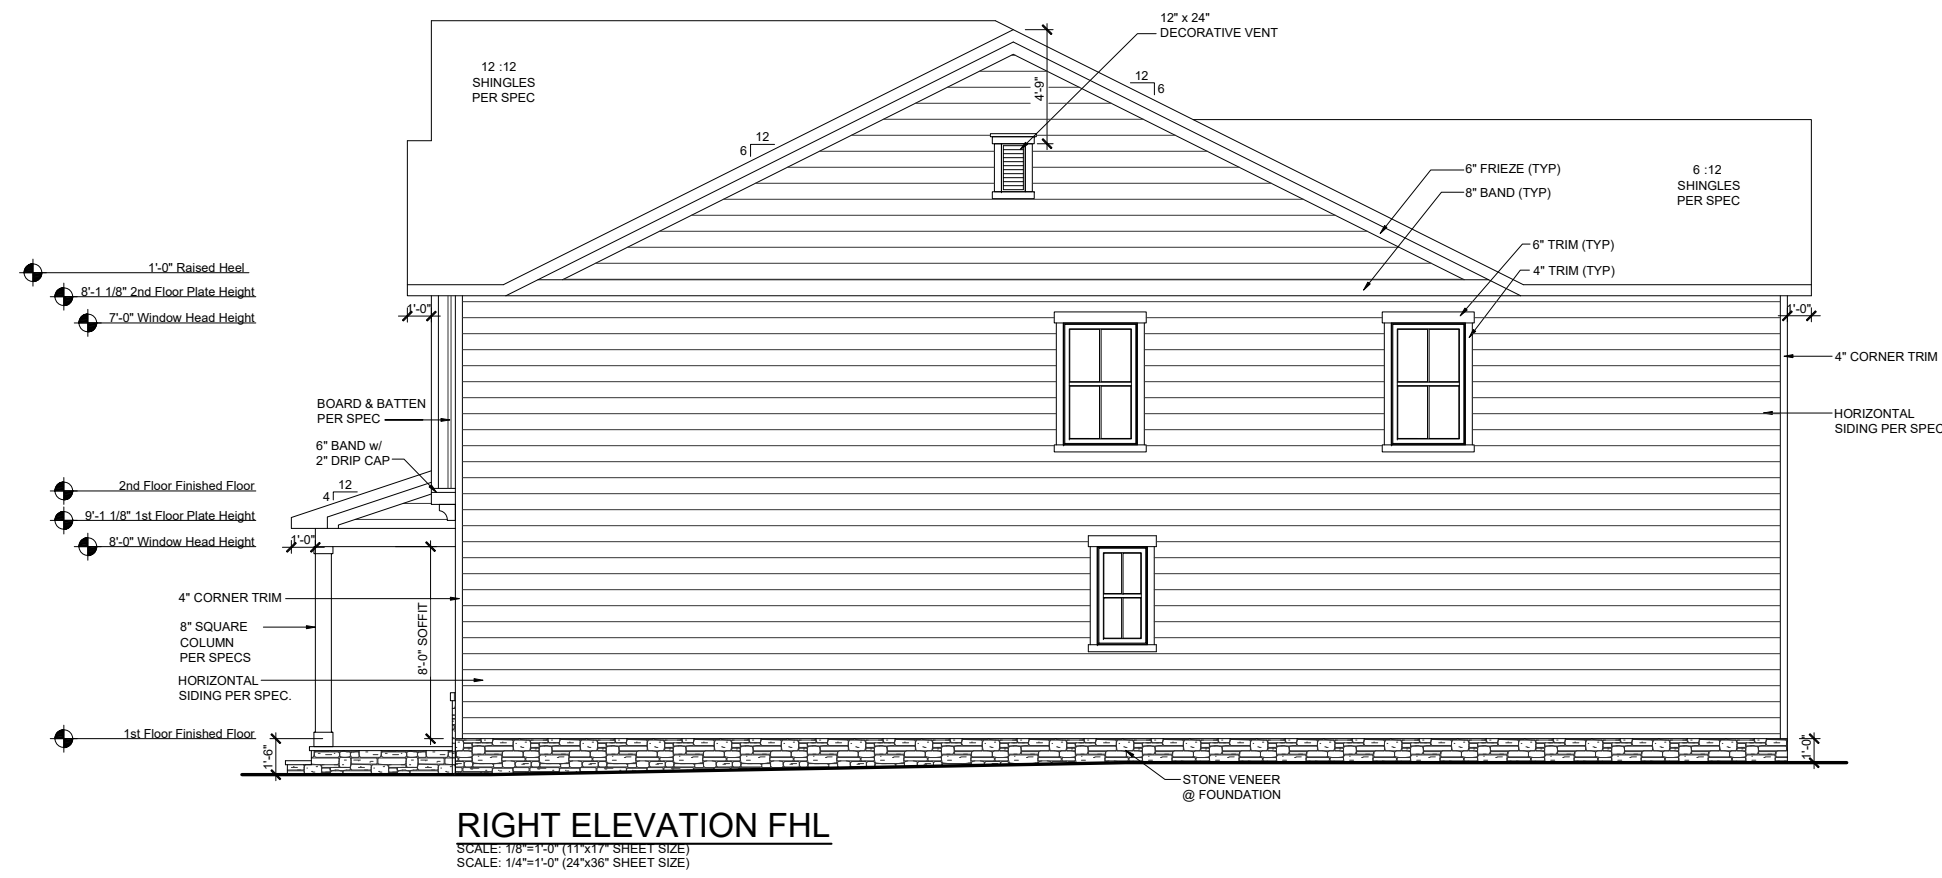 12" x 24"
DECORATIVE VENT
12 :12
SHINGLES
PER SPEC
4'-9"
12
6
12
6
6" FRIEZE (TYP)
8" BAND (TYP)
6 :12
SHINGLES
PER SPEC
6" TRIM (TYP)
4" TRIM (TYP)
1'-0" Raised Heel
8'-1 1/8" 2nd Floor Plate Height
7'-0" Window Head Height
1'-0"
1'-0"
4" CORNER TRIM
BOARD & BATTEN
PER SPEC
HORIZONTAL
SIDING PER SPEC
6" BAND w/
2" DRIP CAP
12
4
2nd Floor Finished Floor
9'-1 1/8" 1st Floor Plate Height
8'-0" Window Head Height
1'-0"
4" CORNER TRIM
8" SQUARE
COLUMN
PER SPECS
8'-0" SOFFIT
HORIZONTAL
SIDING PER SPEC.
1st Floor Finished Floor
1'-6"
1'-0"
STONE VENEER
@ FOUNDATION
RIGHT ELEVATION FHL
SCALE: 1/8"=1'-0" (11"x17" SHEET SIZE)
SCALE: 1/4"=1'-0" (24"x36" SHEET SIZE)